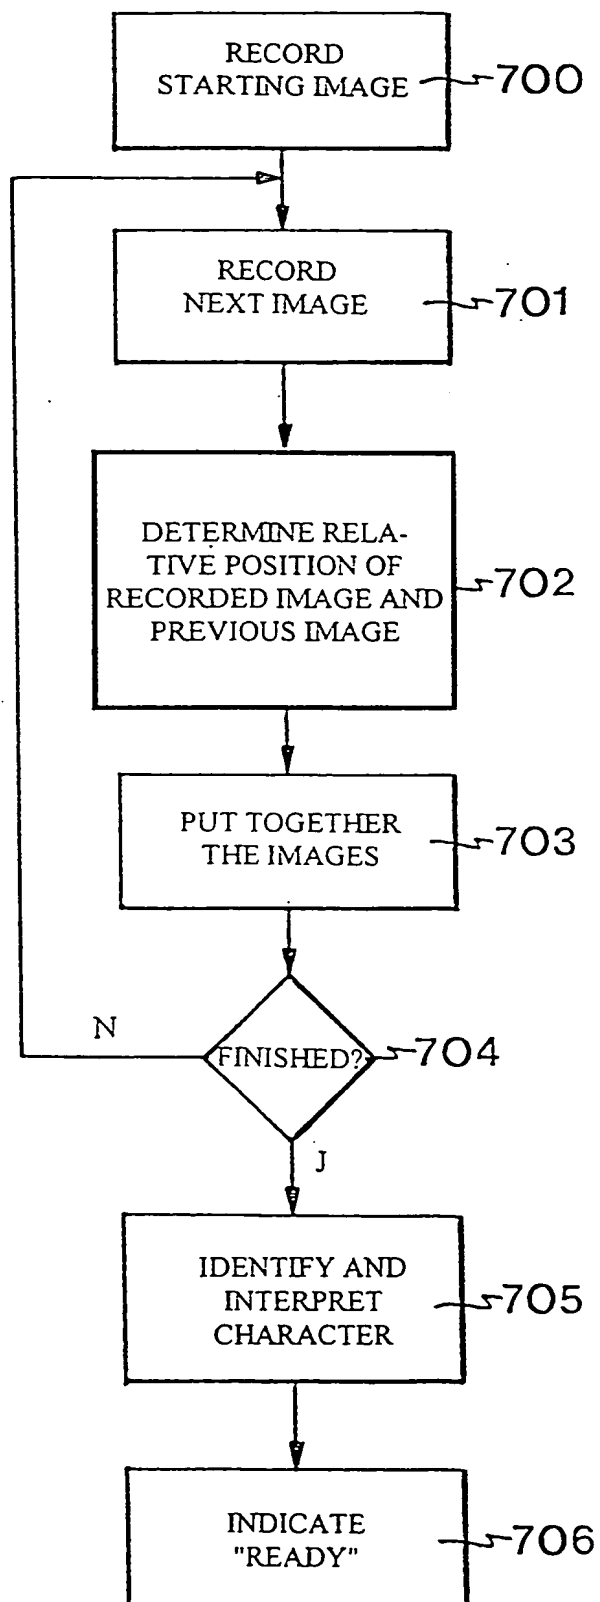 RECORD
STARTING IMAGE
700
RECORD
NEXT IMAGE
701
DETERMINE RELA-
TIVE POSITION OF
RECORDED IMAGE AND
PREVIOUS IMAGE
702
PUT TOGETHER
THE IMAGES
703
N
FINISHED?
704
J
IDENTIFY AND
INTERPRET
CHARACTER
705
INDICATE
"READY"
706